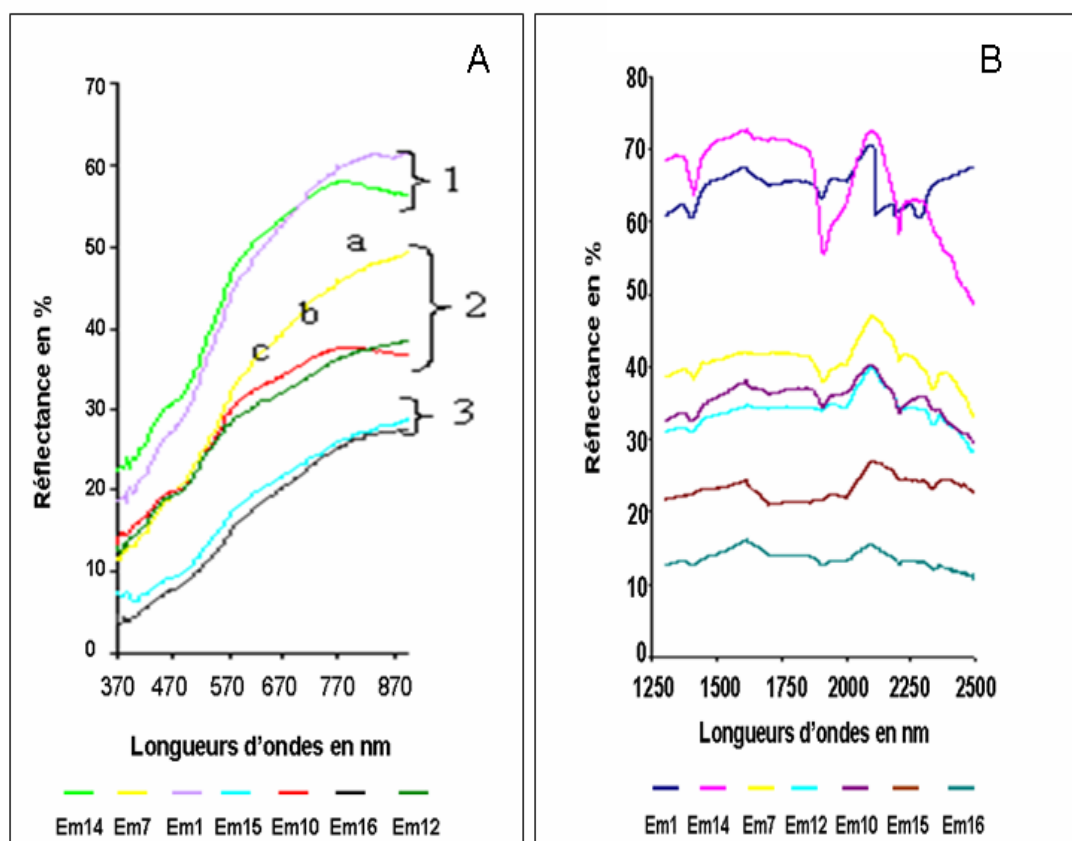 A
70
60
50
40
30
20
10
0
Réflectance en %
1
a
2
b
c
3
370 470 570 670 770 870
Longueurs d'ondes en nm
Em14 Em7 Em1 Em15 Em10 Em16 Em12
B
80
70
60
50
40
30
20
10
0
Réflectance en %
1250 1500 1750 2000 2250 2500
Longueurs d'ondes en nm
Em1 Em14 Em7 Em12 Em10 Em15 Em16